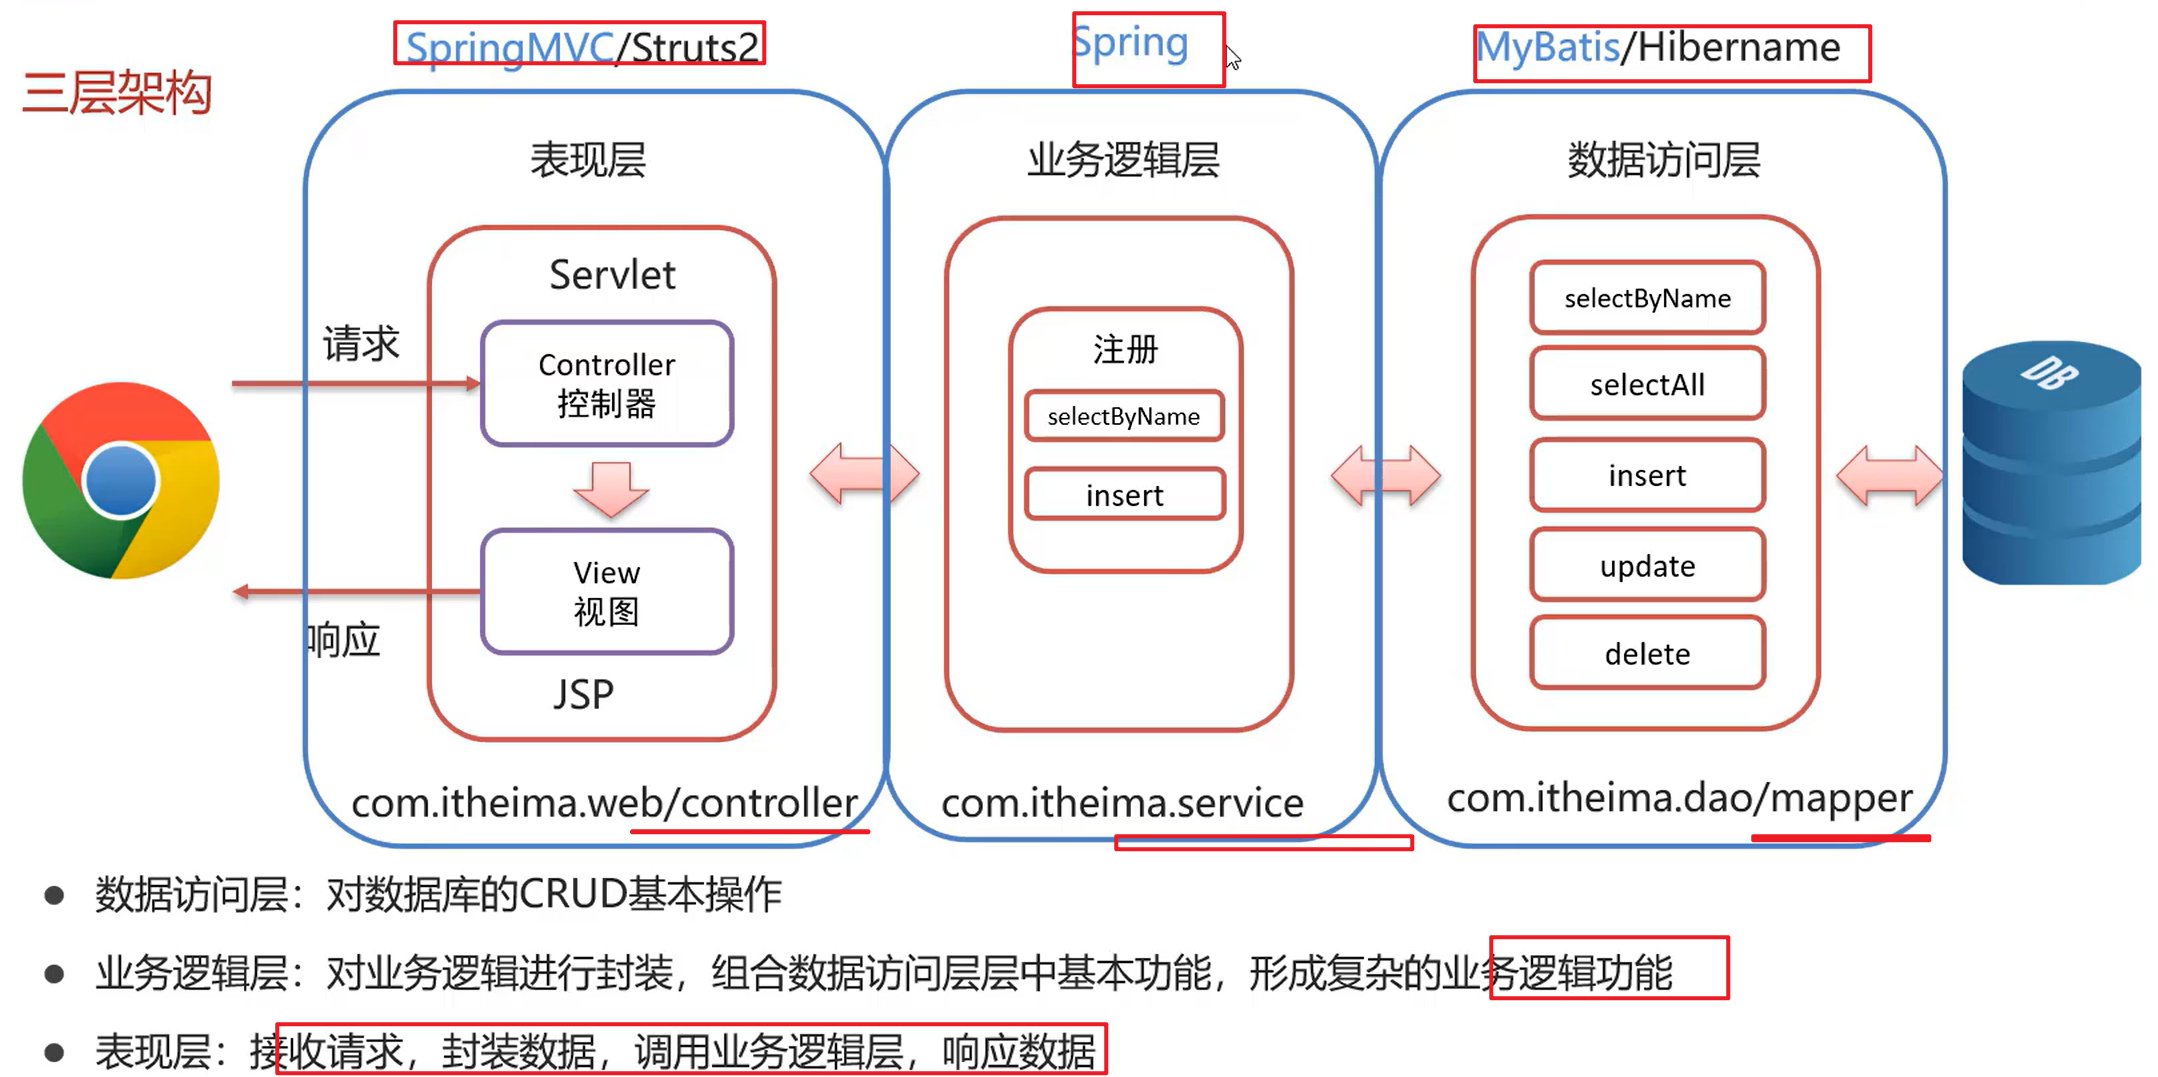 三层架构
SpringMVC/Struts2
Spring
MyBatis/Hibername
表现层
业务逻辑层
数据访问层
请求
响应
Servlet
Controller
控制器
View
视图
JSP
注册
selectByName
insert
selectByName
selectAll
insert
update
delete
DB
com.itheima.web/controller
com.itheima.service
com.itheima.dao/mapper
数据访问层：对数据库的CRUD基本操作
业务逻辑层：对业务逻辑进行封装，组合数据访问层层中基本功能，形成复杂的业务逻辑功能
表现层：接收请求，封装数据，调用业务逻辑层，响应数据